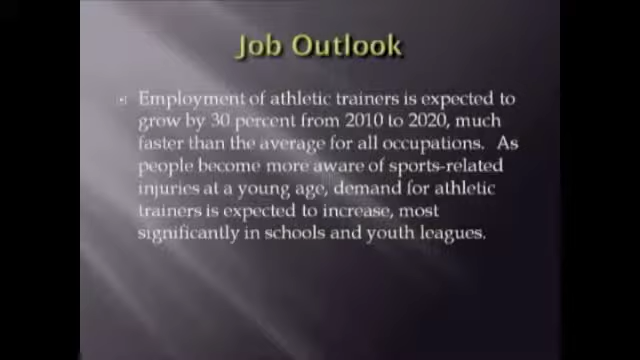 Job Outlook
Employment of athletic trainers is expected to
grow by 30 percent from 2010 to 2020, much
faster than the average for all occupations.  As
people become more aware of sports-related
injuries at a young age, demand for athletic
trainers is expected to increase, most
significantly in schools and youth leagues.